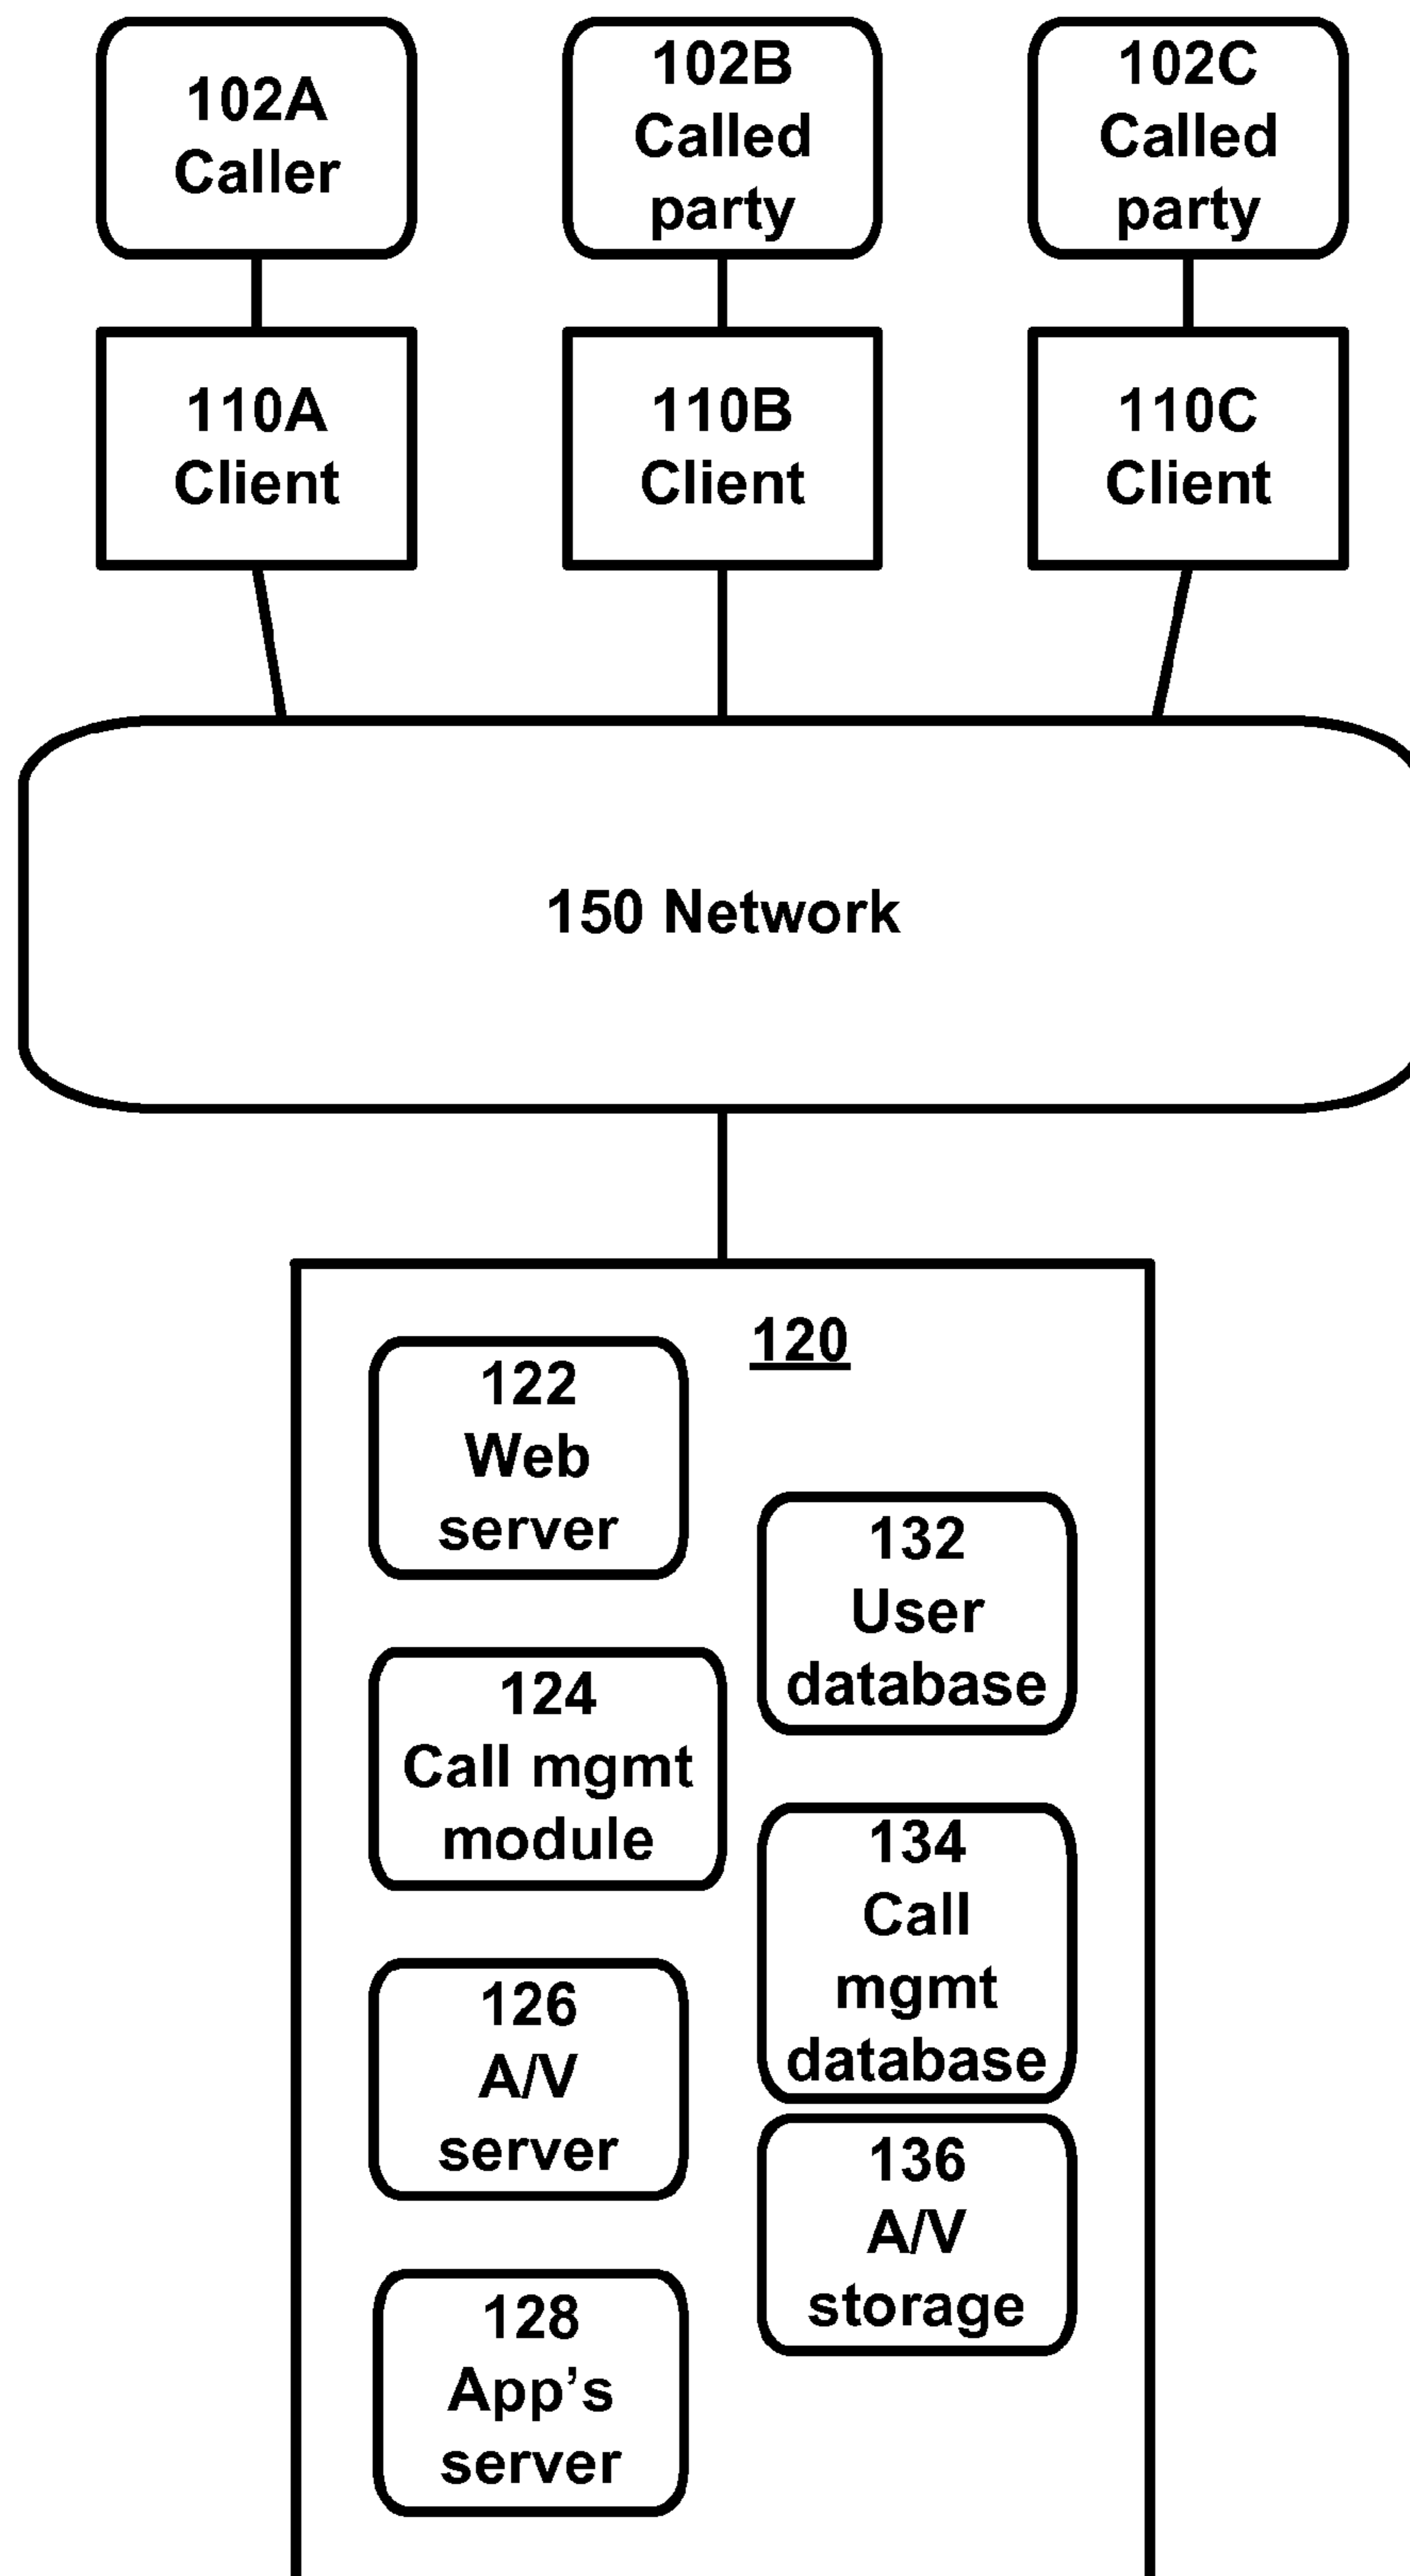 102A
Caller
102B
Called
party
102C
Called
party
110A
Client
110B
Client
110C
Client
150 Network
120
122
Web
server
132
User
database
124
Call mgmt
module
134
Call
mgmt
database
126
A/V
server
136
A/V
storage
128
App’s
server